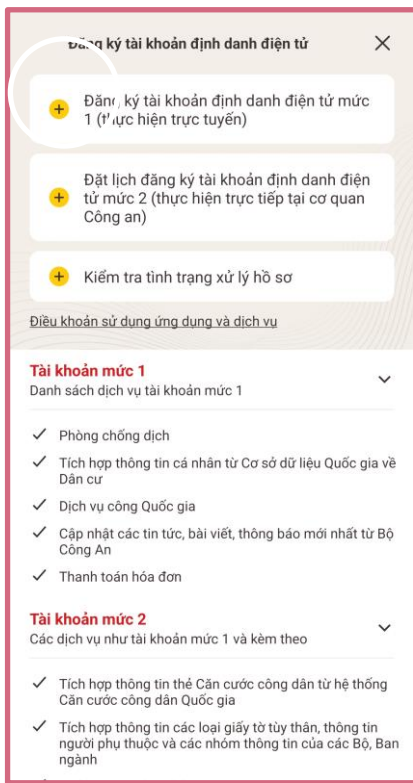 Đăng ký tài khoản định danh điện tử
Đăng ký tài khoản định danh điện tử mức
1 (thực hiện trực tuyến)
Đặt lịch đăng ký tài khoản định danh điện
tử mức 2 (thực hiện trực tiếp tại cơ quan
Công an)
Kiểm tra tình trạng xử lý hồ sơ
Điều khoản sử dụng ứng dụng và dịch vụ
Tài khoản mức 1
Danh sách dịch vụ tài khoản mức 1
Phòng chống dịch
Tích hợp thông tin cá nhân từ Cơ sở dữ liệu Quốc gia về
Dân cư
Dịch vụ công Quốc gia
Cập nhật các tin tức, bài viết, thông báo mới nhất từ Bộ
Công An
Thanh toán hóa đơn
Tài khoản mức 2
Các dịch vụ như tài khoản mức 1 và kèm theo
Tích hợp thông tin thẻ Căn cước công dân từ hệ thống
Căn cước công dân Quốc gia
Tích hợp thông tin các loại giấy tờ tùy thân, thông tin
người phụ thuộc và các nhóm thông tin của các Bộ, Ban
ngành